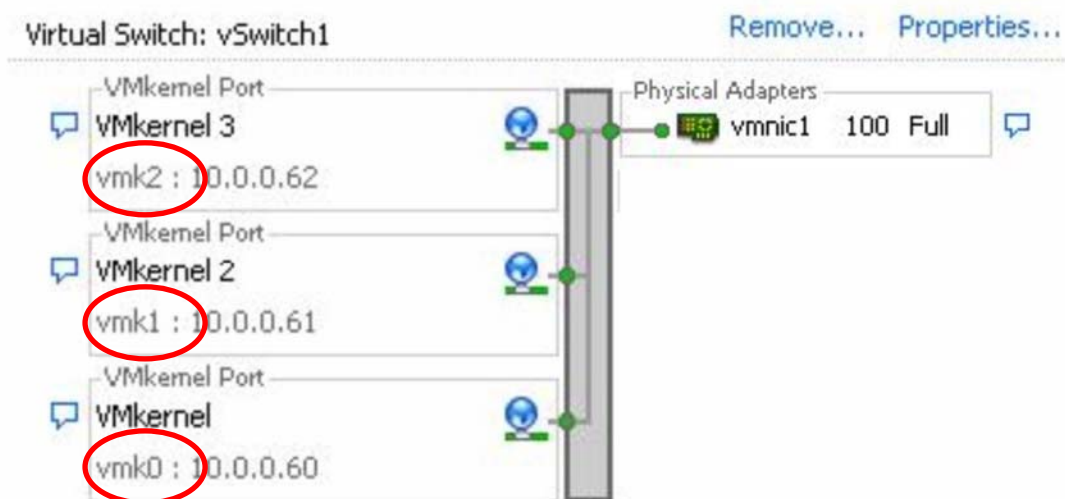 Virtual Switch: vSwitch1 Remove... Properties...
VMkernel Port
VMkernel 3
vmk2 : 10.0.0.62
Physical Adapters
vmnic1 100 Full
VMkernel Port
VMkernel 2
vmk1 : 10.0.0.61
VMkernel Port
VMkernel
vmk0 : 10.0.0.60